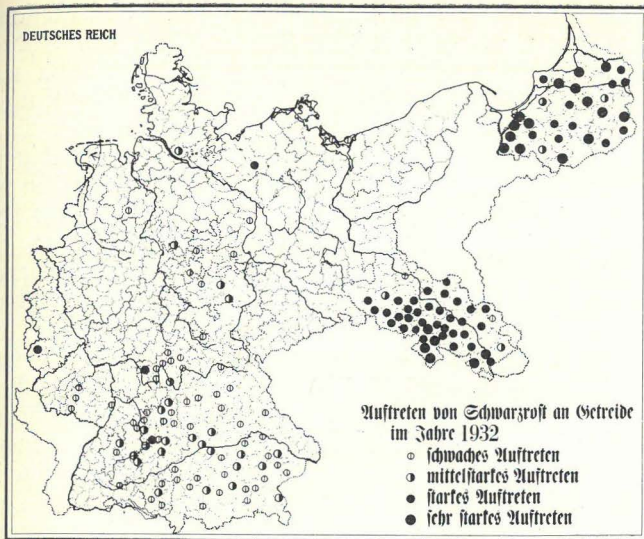 DEUTSCHES REICH
Auftreten von Schwarzrost an Getreide
im Jahre 1932
schwaches Auftreten
mittelstarkes Auftreten
starkes Auftreten
sehr starkes Auftreten